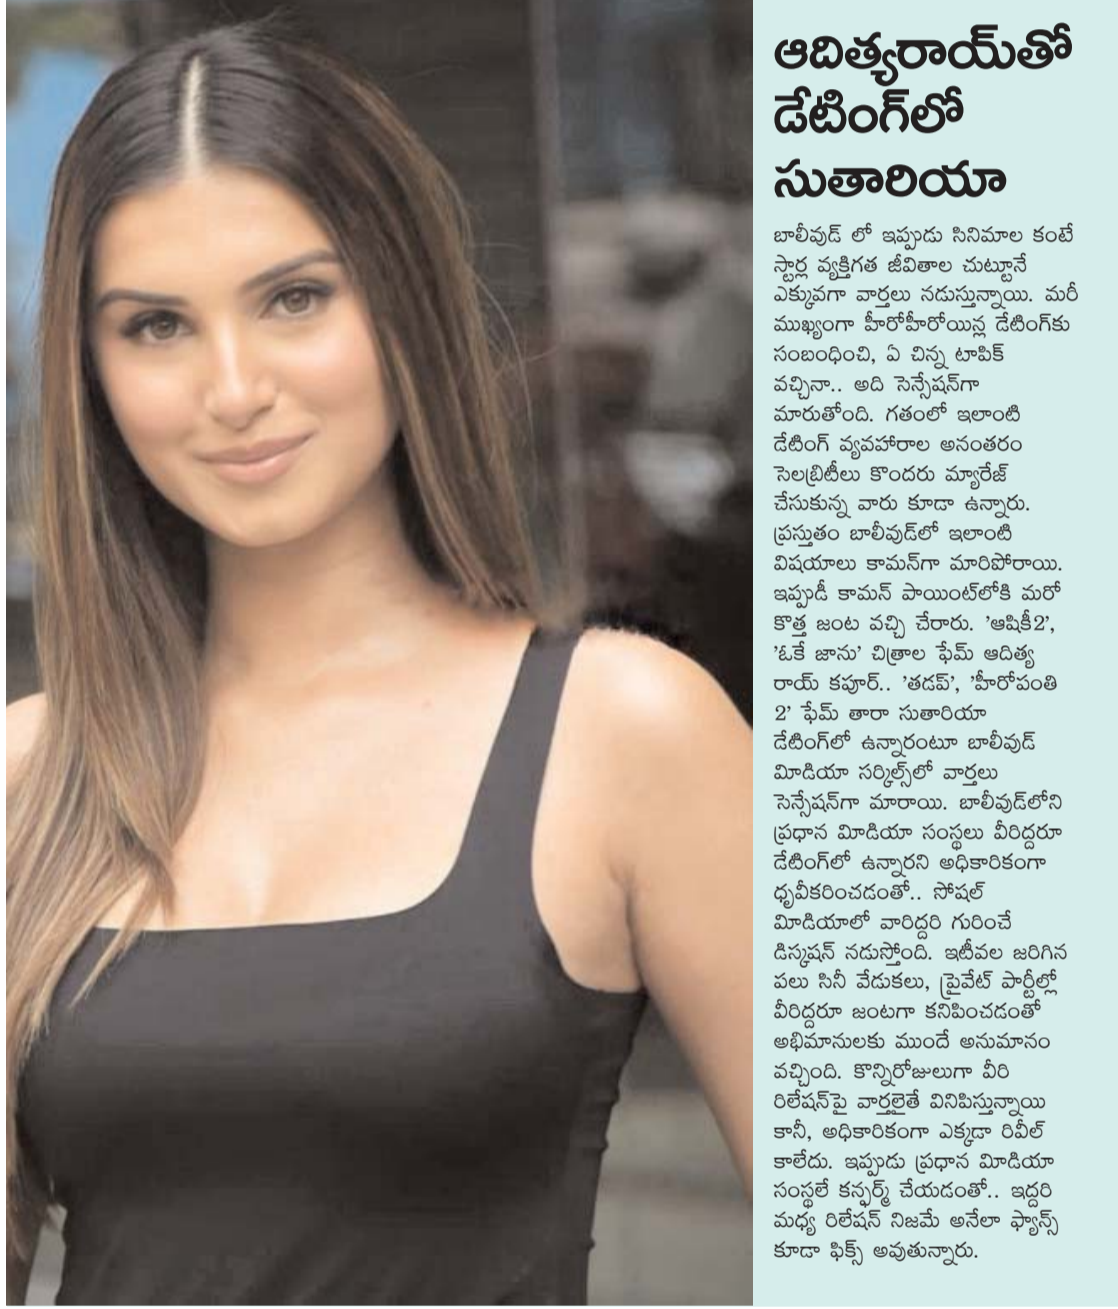 ఆదిత్యరాయ్‌తో
డేటింగ్‌లో
సుతారియా
బాలీవుడ్ లో ఇప్పుడు సినిమాల కంటే
స్టార్ల వ్యక్తిగత జీవితాల చుట్టూనే
ఎక్కువగా వార్తలు నడుస్తున్నాయి. మరీ
ముఖ్యంగా హీరోహీరోయిన్ల డేటింగ్‌కు
సంబంధించి, ఏ చిన్న టాపిక్
వచ్చినా.. అది సెన్సేషన్‌గా
మారుతోంది. గతంలో ఇలాంటి
డేటింగ్ వ్యవహారాల అనంతరం
సెలబ్రిటీలు కొందరు మ్యారేజ్
చేసుకున్న వారు కూడా ఉన్నారు.
ప్రస్తుతం బాలీవుడ్‌లో ఇలాంటి
విషయాలు కామన్‌గా మారిపోరాయి.
ఇప్పుడీ కామన్ పాయింట్‌లోకి మరో
కొత్త జంట వచ్చి చేరారు. 'ఆషికీ2',
'ఓకే జాను' చిత్రాల ఫేమ్ ఆదిత్య
రాయ్ కపూర్.. 'తడప్', 'హీరోపంతి
2' ఫేమ్ తారా సుతారియా
డేటింగ్‌లో ఉన్నారంటూ బాలీవుడ్
మీడియా సర్కిల్స్‌లో వార్తలు
సెన్సేషన్‌గా మారాయి. బాలీవుడ్‌లోని
ప్రధాన మీడియా సంస్థలు వీరిద్దరూ
డేటింగ్‌లో ఉన్నారని అధికారికంగా
ధృవీకరించడంతో.. సోషల్
మీడియాలో వారిద్దరి గురించే
డిస్కషన్ నడుస్తోంది. ఇటీవల జరిగిన
పలు సినీ వేడుకలు, ప్రైవేట్ పార్టీల్లో
వీరిద్దరూ జంటగా కనిపించడంతో
అభిమానులకు ముందే అనుమానం
వచ్చింది. కొన్నిరోజులుగా వీరి
రిలేషన్‌పై వార్తలైతే వినిపిస్తున్నాయి
కానీ, అధికారికంగా ఎక్కడా రివీల్
కాలేదు. ఇప్పుడు ప్రధాన మీడియా
సంస్థలే కన్ఫర్మ్ చేయడంతో.. ఇద్దరి
మధ్య రిలేషన్ నిజమే అనేలా ఫ్యాన్స్
కూడా ఫిక్స్ అవుతున్నారు.